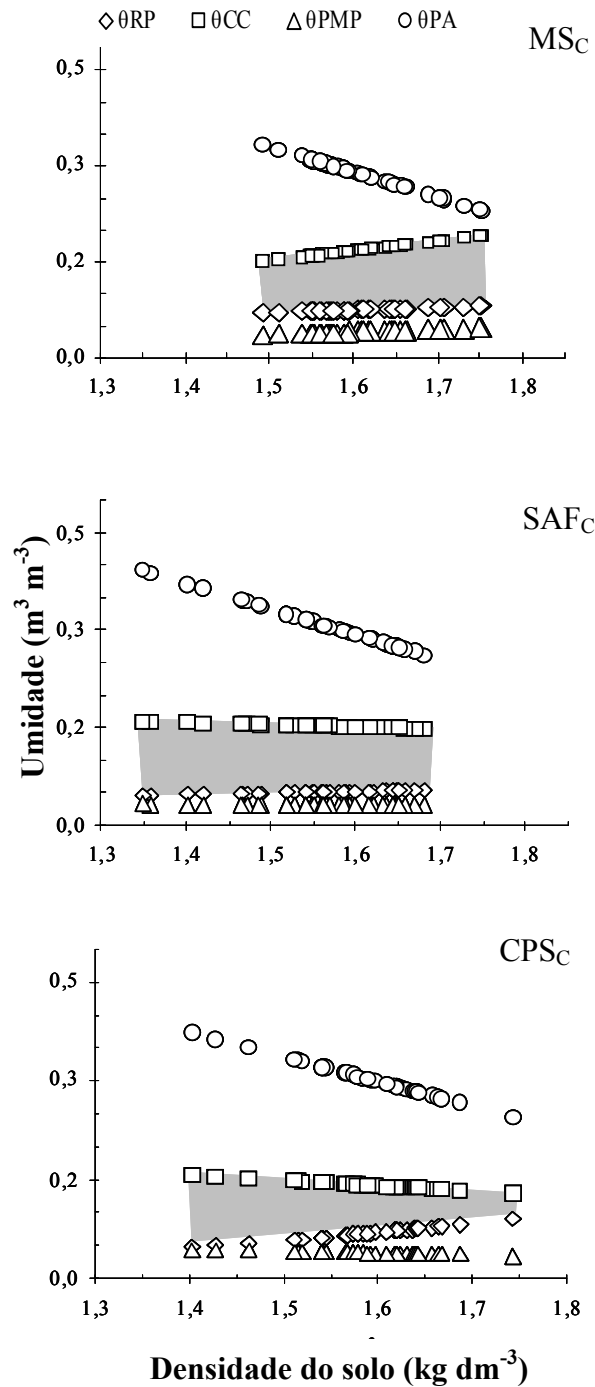 ◇ θRP □ θCC △ θPMP ○ θPA
MS_C
0,5
0,3
0,2
0,0
1,3 1,4 1,5 1,6 1,7 1,8
SAF_C
0,5
0,3
0,2
0,0
1,3 1,4 1,5 1,6 1,7 1,8
Umidade (m³ m⁻³)
CPS_C
0,5
0,3
0,2
0,0
1,3 1,4 1,5 1,6 1,7 1,8
Densidade do solo (kg dm⁻³)